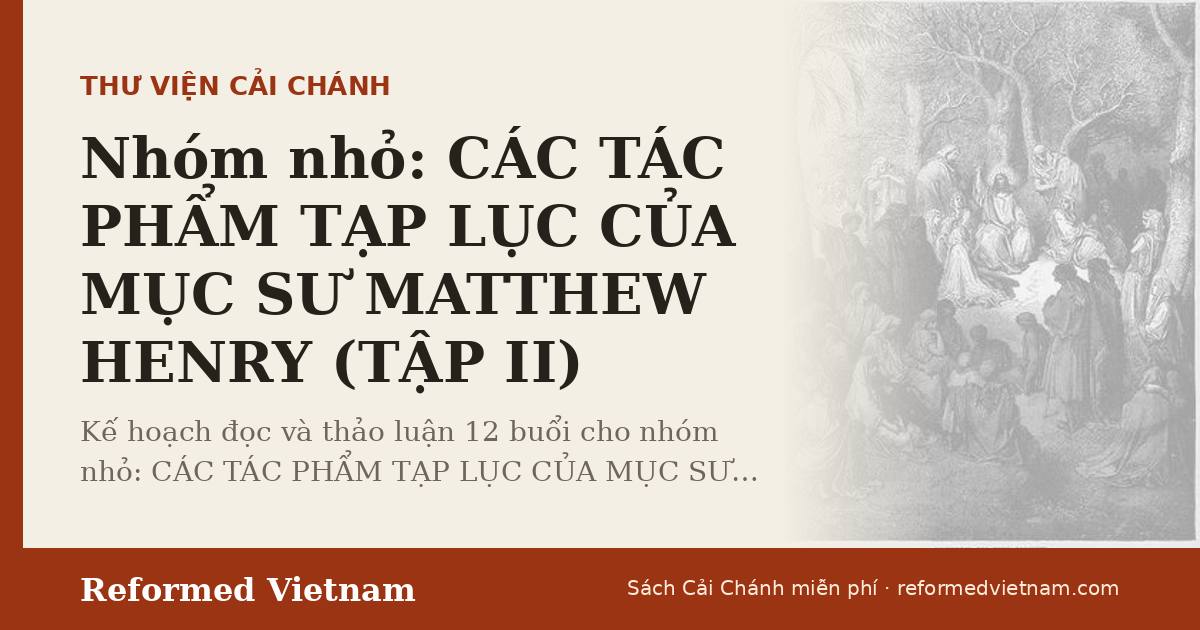 THƯ VIỆN CẢI CHÁNH
Nhóm nhỏ: CÁC TÁC
PHẨM TẠP LỤC CỦA
MỤC SƯ MATTHEW
HENRY (TẬP II)
Kế hoạch đọc và thảo luận 12 buổi cho nhóm
nhỏ: CÁC TÁC PHẨM TẠP LỤC CỦA MỤC SƯ...
Reformed Vietnam
Sách Cải Chánh miễn phí · reformedvietnam.com